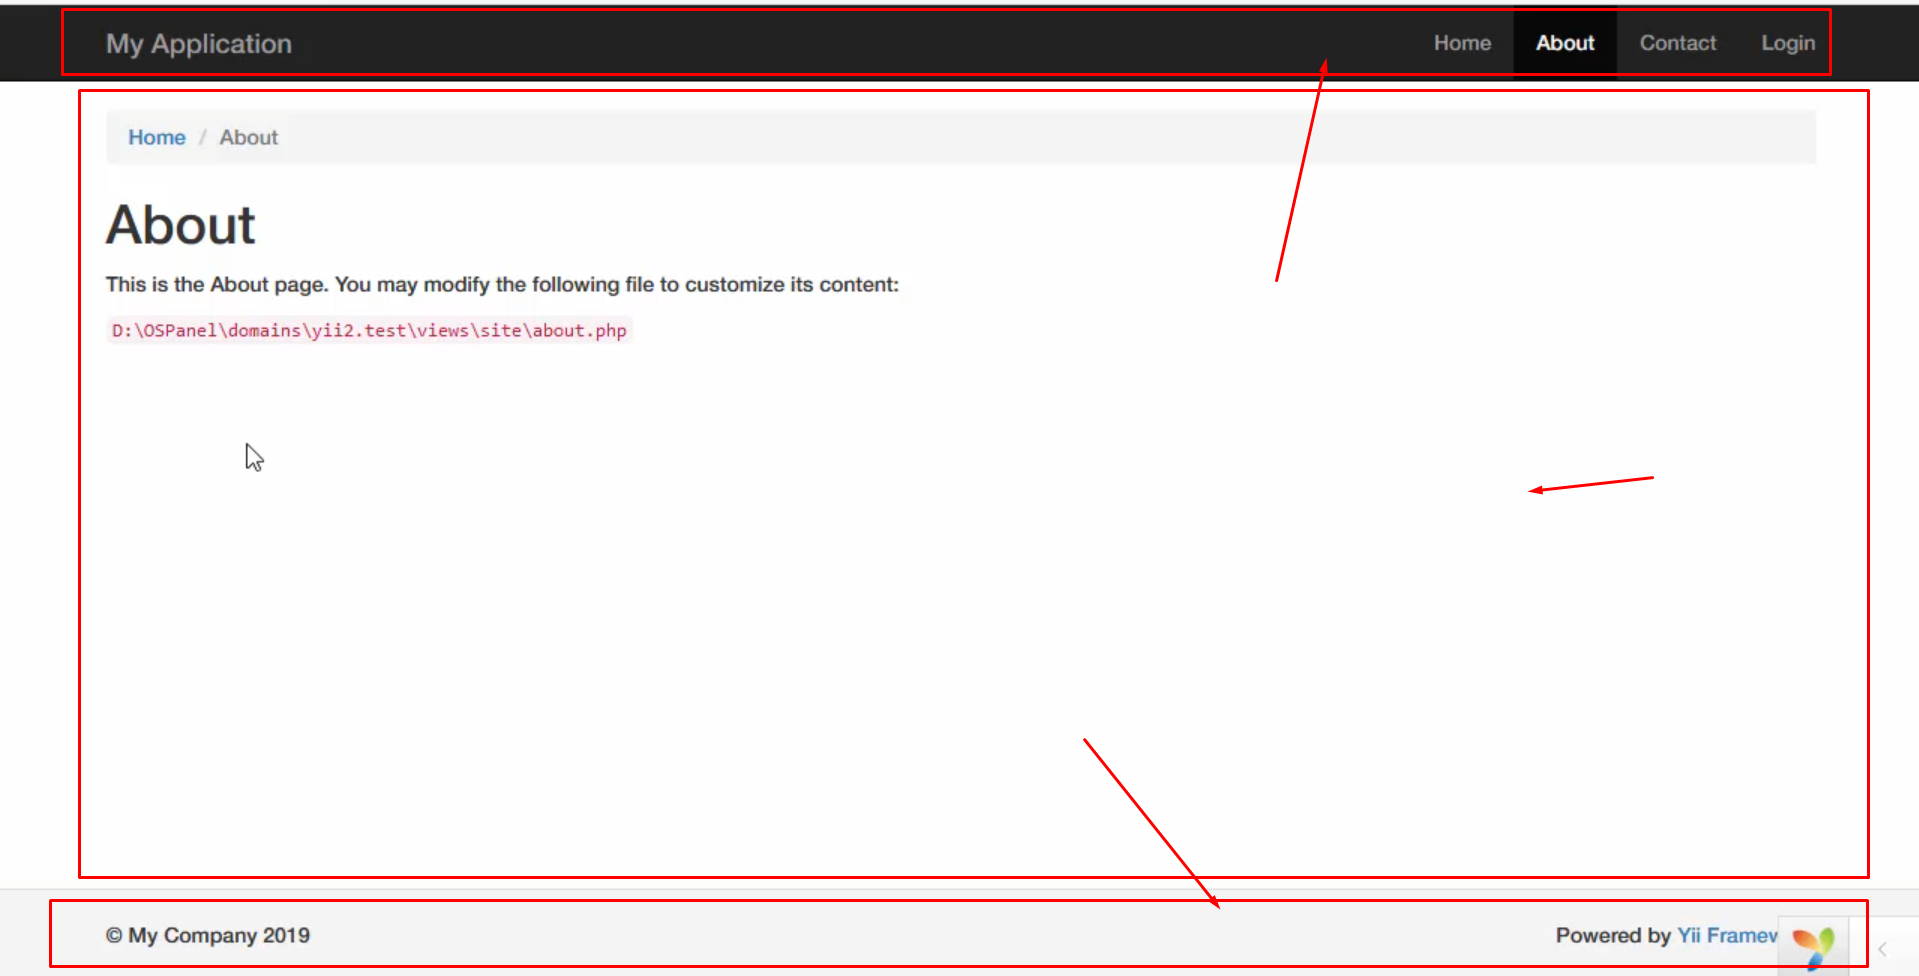 My Application Home About Contact Login
Home / About
About
This is the About page. You may modify the following file to customize its content:
D:\OSPanel\domains\yii2.test\views\site\about.php
© My Company 2019 Powered by Yii Framew